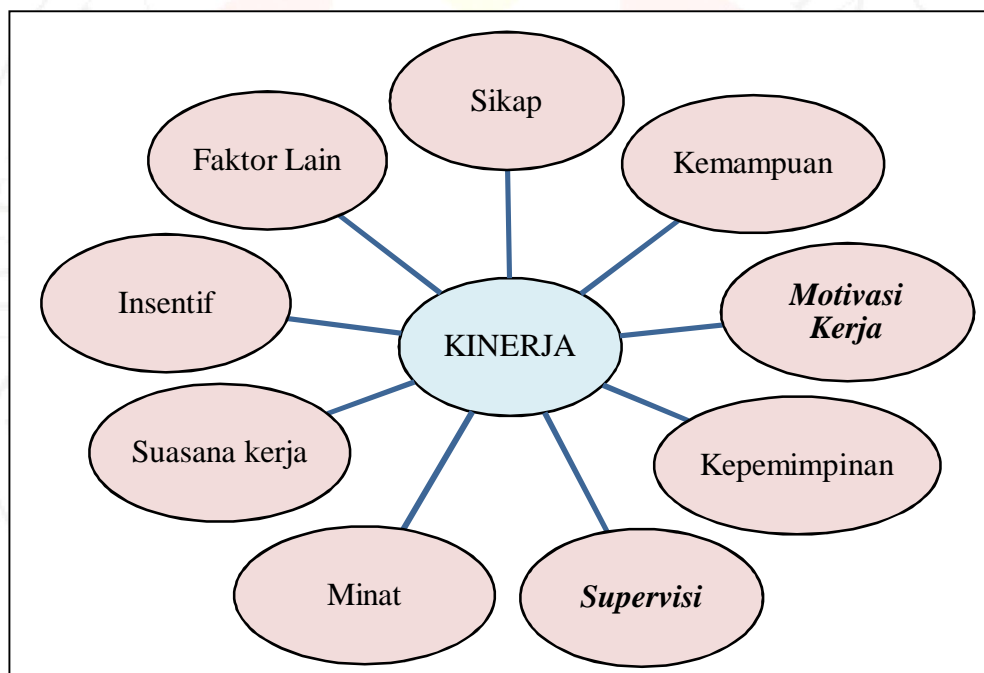 Sikap
Faktor Lain
Kemampuan
Insentif
Motivasi
Kerja
KINERJA
Suasana kerja
Kepemimpinan
Minat
Supervisi